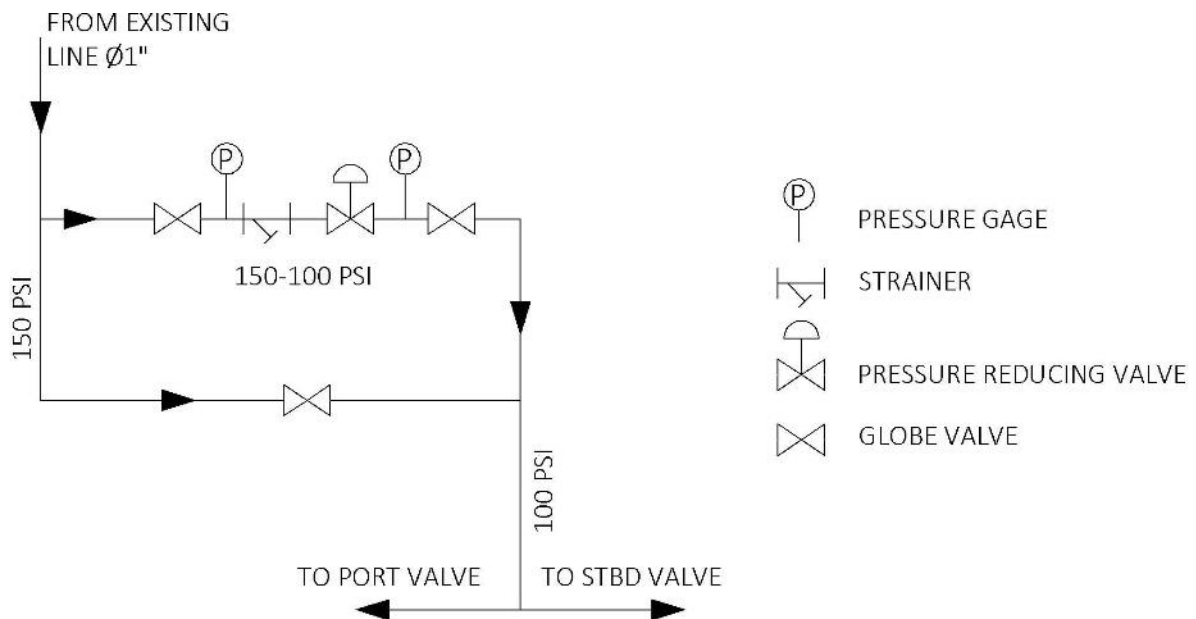 FROM EXISTING
LINE Ø1"
P
P
150-100 PSI
150 PSI
100 PSI
TO PORT VALVE
TO STBD VALVE
P
PRESSURE GAGE
STRAINER
PRESSURE REDUCING VALVE
GLOBE VALVE